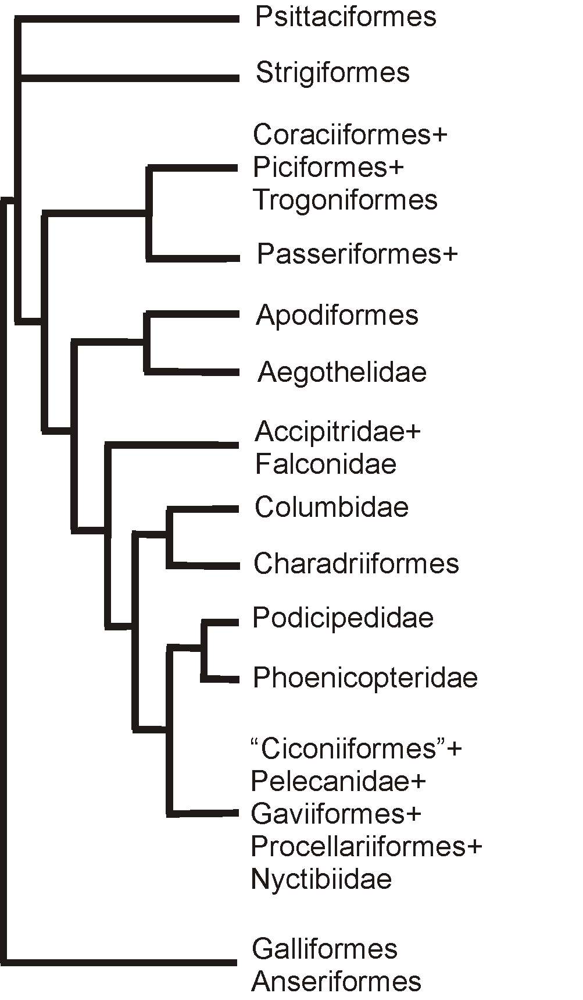 Psittaciformes
Strigiformes
Coraciiformes+
Piciformes+
Trogoniformes
Passeriformes+
Apodiformes
Aegothelidae
Accipitridae+
Falconidae
Columbidae
Charadriiformes
Podicipedidae
Phoenicopteridae
“Ciconiiformes”+
Pelecanidae+
Gaviiformes+
Procellariiformes+
Nyctibiidae
Galliformes
Anseriformes